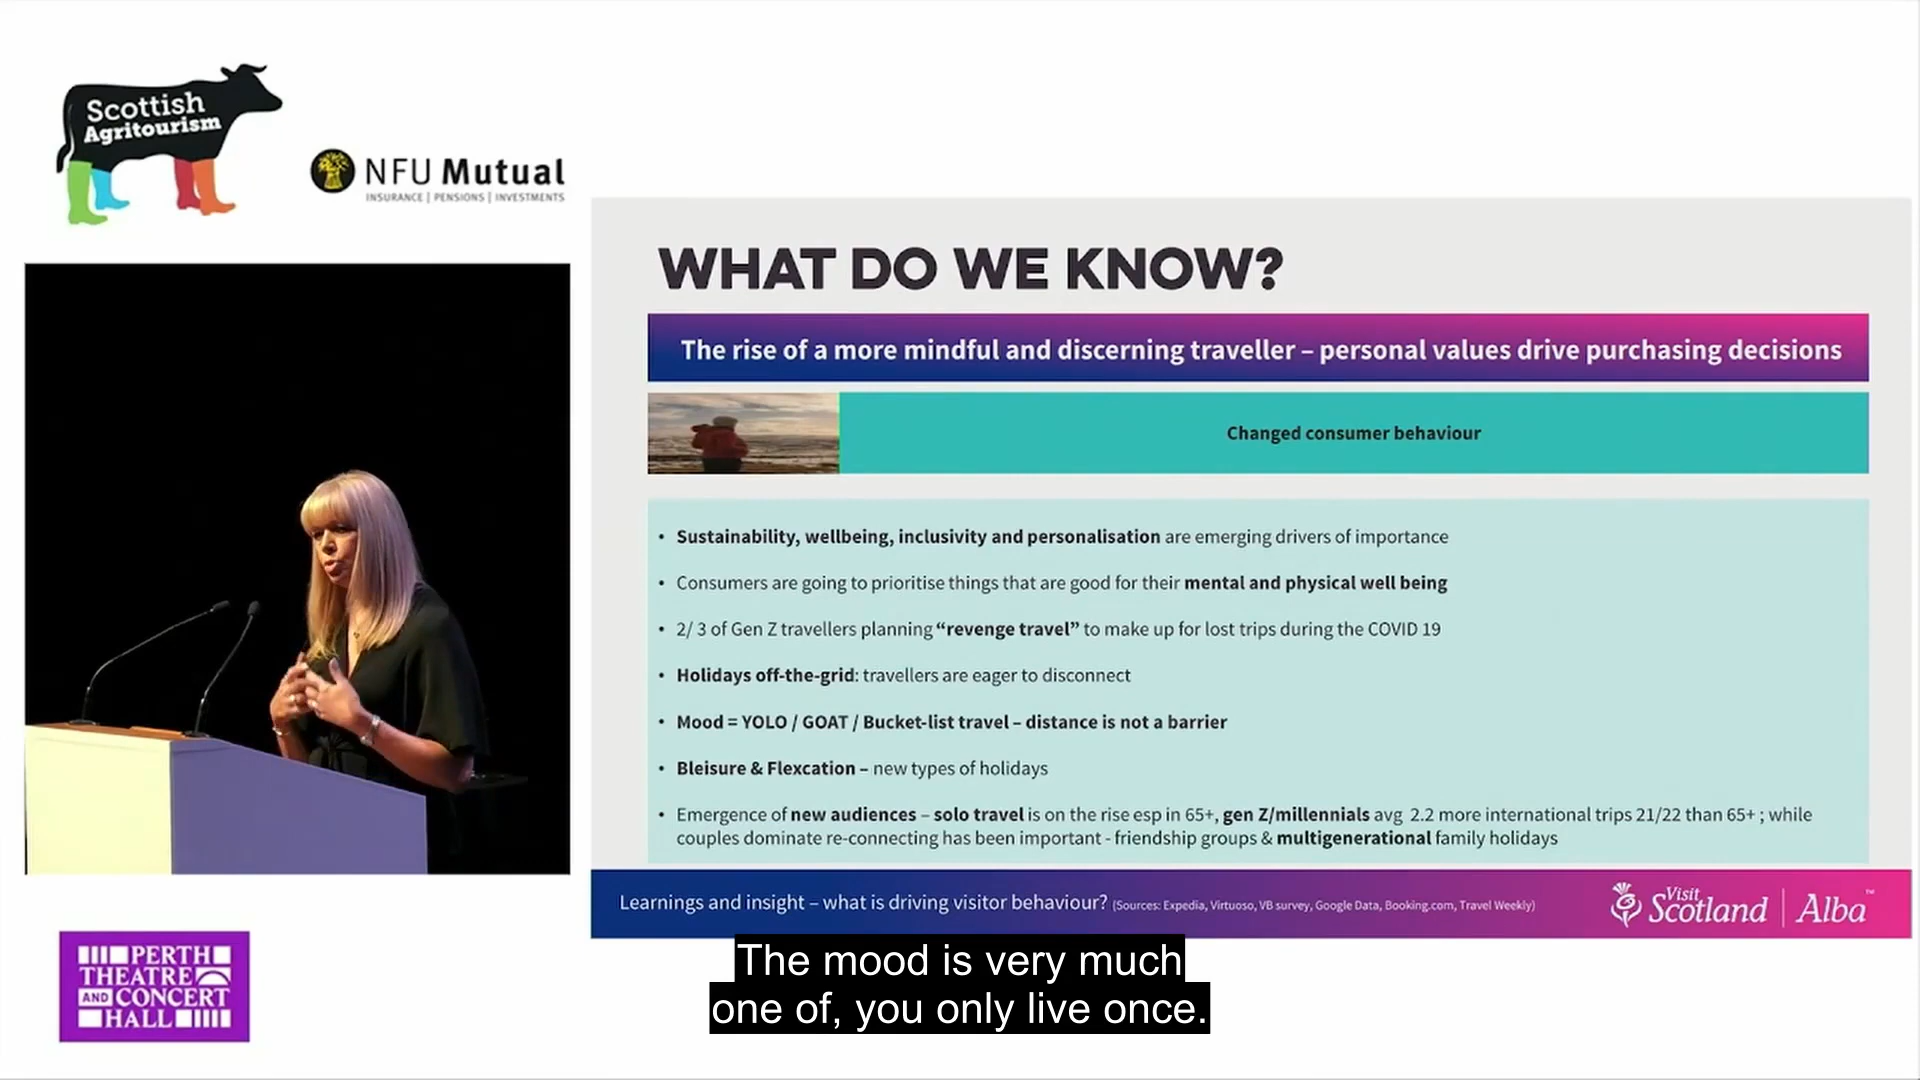 Scottish
Agritourism
NFU Mutual
INSURANCE | PENSIONS | INVESTMENTS
WHAT DO WE KNOW?
The rise of a more mindful and discerning traveller – personal values drive purchasing decisions
Changed consumer behaviour
• Sustainability, wellbeing, inclusivity and personalisation are emerging drivers of importance
• Consumers are going to prioritise things that are good for their mental and physical well being
• 2/ 3 of Gen Z travellers planning “revenge travel” to make up for lost trips during the COVID 19
• Holidays off-the-grid: travellers are eager to disconnect
• Mood = YOLO / GOAT / Bucket-list travel – distance is not a barrier
• Bleisure & Flexcation – new types of holidays
• Emergence of new audiences – solo travel is on the rise esp in 65+, gen Z/millennials avg 2.2 more international trips 21/22 than 65+ ; while
couples dominate re-connecting has been important - friendship groups & multigenerational family holidays
Learnings and insight – what is driving visitor behaviour? (Sources: Expedia, Virtuoso, VB survey, Google Data, Booking.com, Travel Weekly)
Visit
Scotland | Alba™
PERTH
THEATRE
AND CONCERT
HALL
The mood is very much
one of, you only live once.